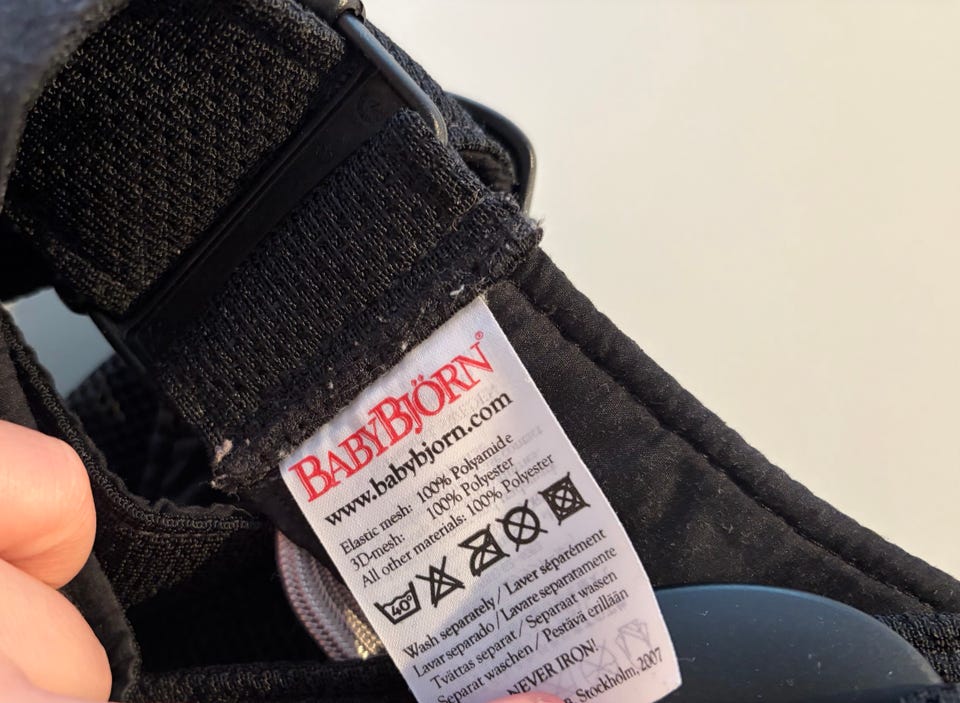 BABYBJÖRN®
www.babybjorn.com
Elastic mesh: 100% Polyamide
3D-mesh: 100% Polyester
All other materials: 100% Polyester
40°
Wash separately / Laver séparément
Lavar separado / Lavare separatamente
Tvättas separat / Separaat wassen
Separat waschen / Pestävä erillään
NEVER IRON!
Stockholm, 2007